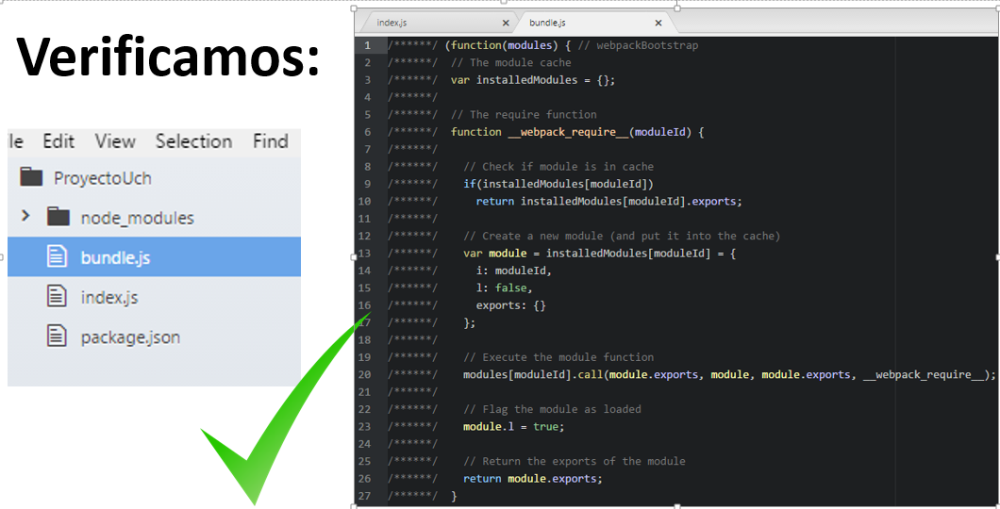 Verificamos:
le Edit View Selection Find
ProyectoUch
node_modules
bundle.js
index.js
package.json
index.js × bundle.js ×
1 /******/ (function(modules) { // webpackBootstrap
2 /******/ // The module cache
3 /******/ var installedModules = {};
4 /******/
5 /******/ // The require function
6 /******/ function __webpack_require__(moduleId) {
7 /******/
8 /******/ // Check if module is in cache
9 /******/ if(installedModules[moduleId])
10 /******/ return installedModules[moduleId].exports;
11 /******/
12 /******/ // Create a new module (and put it into the cache)
13 /******/ var module = installedModules[moduleId] = {
14 /******/ i: moduleId,
15 /******/ l: false,
16 /******/ exports: {}
17 /******/ };
18 /******/
19 /******/ // Execute the module function
20 /******/ modules[moduleId].call(module.exports, module, module.exports, __webpack_require__);
21 /******/
22 /******/ // Flag the module as loaded
23 /******/ module.l = true;
24 /******/
25 /******/ // Return the exports of the module
26 /******/ return module.exports;
27 /******/ }